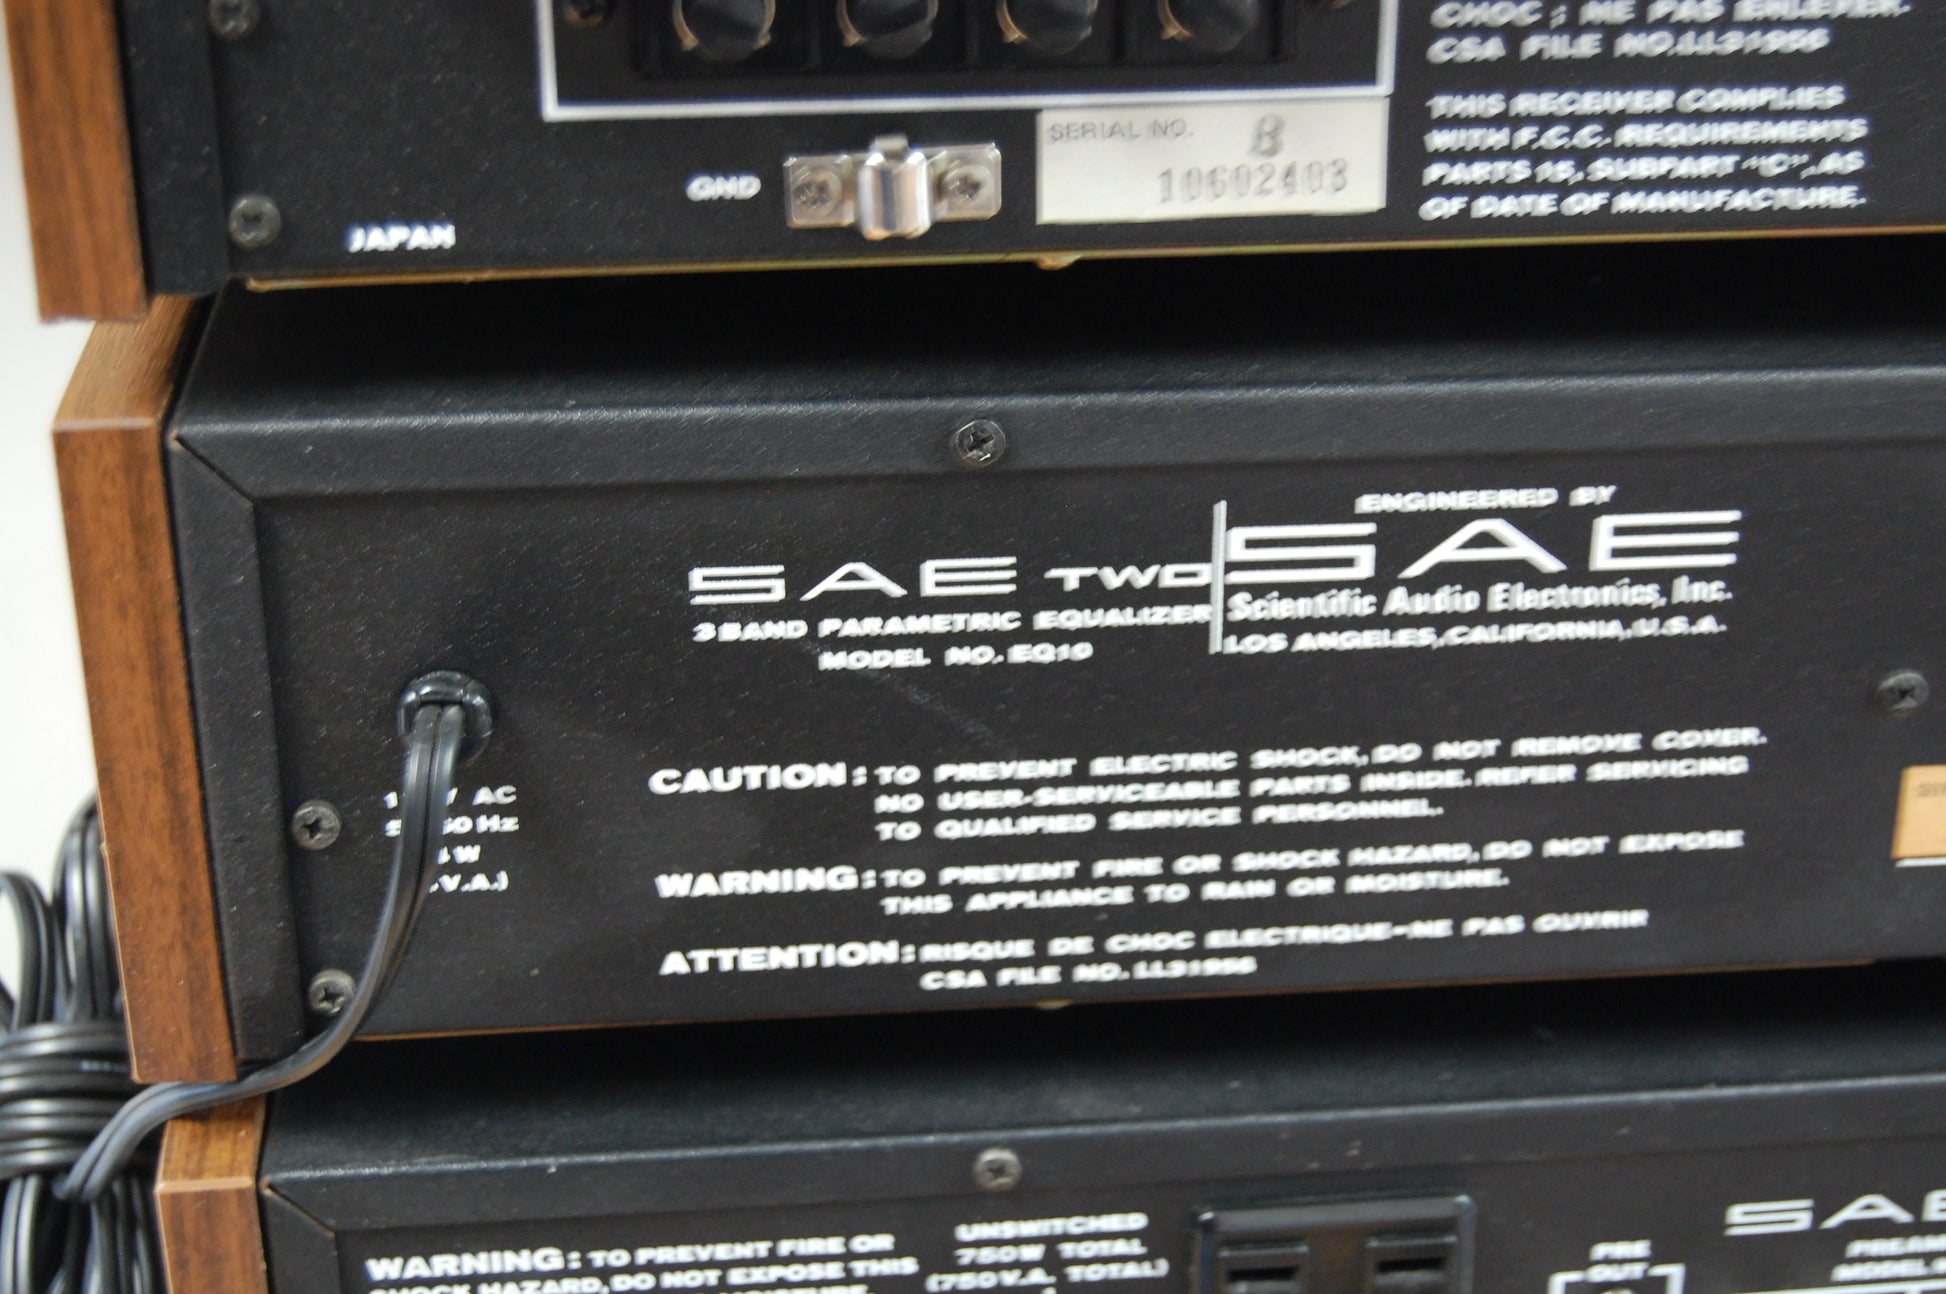 CHOC : NE PAS ENLEVER.
CSA FILE NO.LL31956
THIS RECEIVER COMPLIES
WITH F.C.C. REQUIREMENTS
PARTS 15, SUBPART "C", AS
OF DATE OF MANUFACTURE.
SERIAL NO. B
10602403
GND
JAPAN
ENGINEERED BY
SAE
Scientific Audio Electronics, Inc.
LOS ANGELES, CALIFORNIA, U.S.A.
SAE TWO
3 BAND PARAMETRIC EQUALIZER
MODEL NO. EQ10
AC
Hz
W
V.A.)
CAUTION : TO PREVENT ELECTRIC SHOCK, DO NOT REMOVE COVER.
NO USER-SERVICEABLE PARTS INSIDE. REFER SERVICING
TO QUALIFIED SERVICE PERSONNEL.
WARNING : TO PREVENT FIRE OR SHOCK HAZARD, DO NOT EXPOSE
THIS APPLIANCE TO RAIN OR MOISTURE.
ATTENTION : RISQUE DE CHOC ELECTRIQUE-NE PAS OUVRIR
CSA FILE NO. LL31956
WARNING : TO PREVENT FIRE OR
SHOCK HAZARD, DO NOT EXPOSE THIS
UNSWITCHED
750W TOTAL
(750V.A. TOTAL)
PRE
OUT
SAE
MODEL